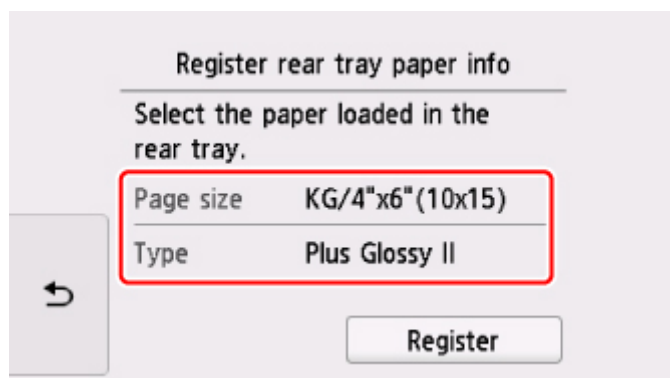 Register rear tray paper info
Select the paper loaded in the
rear tray.
Page size KG/4"x6"(10x15)
Type Plus Glossy II
Register